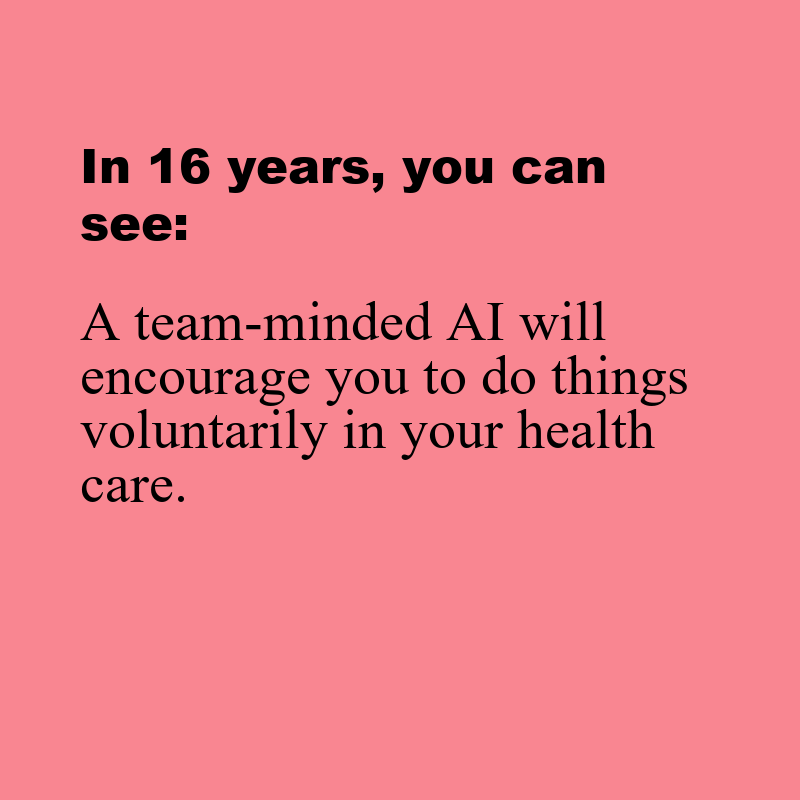 In 16 years, you can
see:
A team-minded AI will
encourage you to do things
voluntarily in your health
care.